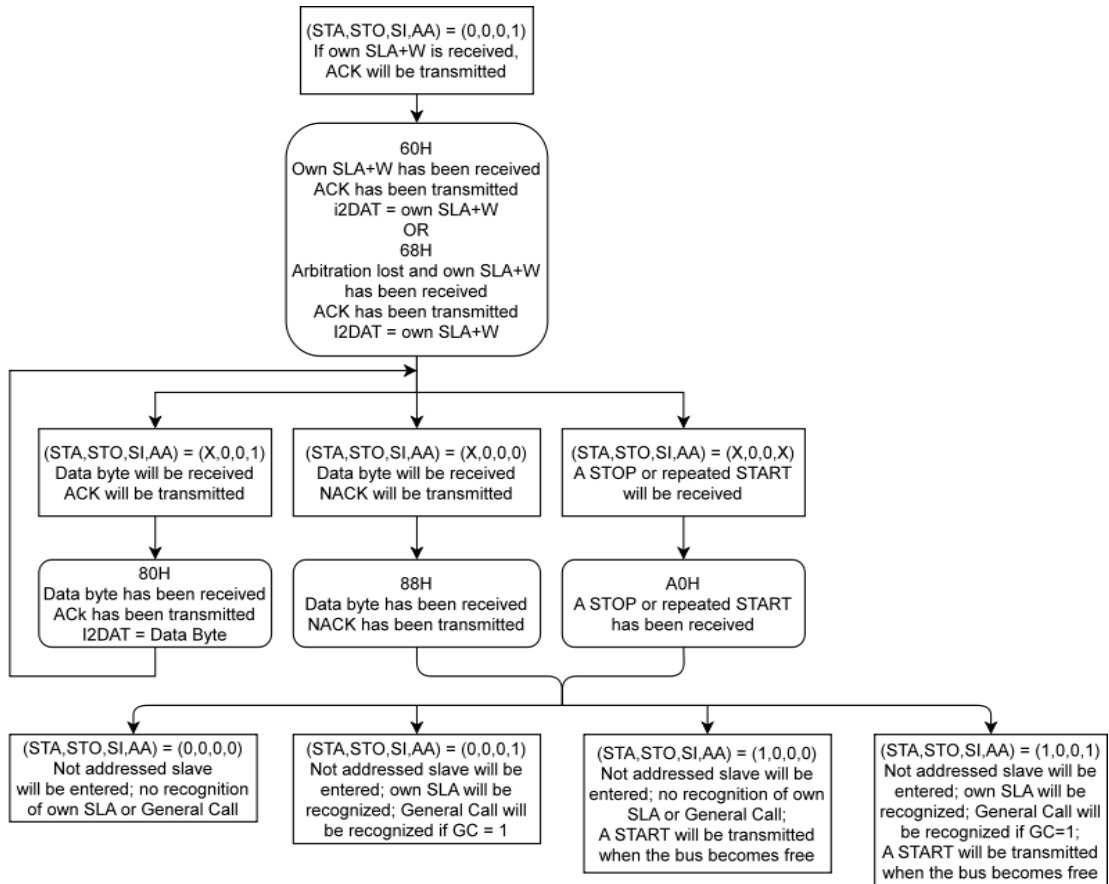 (STA,STO,SI,AA) = (0,0,0,1)
If own SLA+W is received,
ACK will be transmitted
60H
Own SLA+W has been received
ACK has been transmitted
i2DAT = own SLA+W
OR
68H
Arbitration lost and own SLA+W
has been received
ACK has been transmitted
I2DAT = own SLA+W
(STA,STO,SI,AA) = (X,0,0,1)
Data byte will be received
ACK will be transmitted
(STA,STO,SI,AA) = (X,0,0,0)
Data byte will be received
NACK will be transmitted
(STA,STO,SI,AA) = (X,0,0,X)
A STOP or repeated START
will be received
80H
Data byte has been received
ACk has been transmitted
I2DAT = Data Byte
88H
Data byte has been received
NACK has been transmitted
A0H
A STOP or repeated START
has been received
(STA,STO,SI,AA) = (0,0,0,0)
Not addressed slave
will be entered; no recognition
of own SLA or General Call
(STA,STO,SI,AA) = (0,0,0,1)
Not addressed slave will be
entered; own SLA will be
recognized; General Call will
be recognized if GC = 1
(STA,STO,SI,AA) = (1,0,0,0)
Not addressed slave will be
entered; no recognition of own
SLA or General Call;
A START will be transmitted
when the bus becomes free
(STA,STO,SI,AA) = (1,0,0,1)
Not addressed slave will be
entered; own SLA will be
recognized; General Call will
be recognized if GC=1;
A START will be transmitted
when the bus becomes free